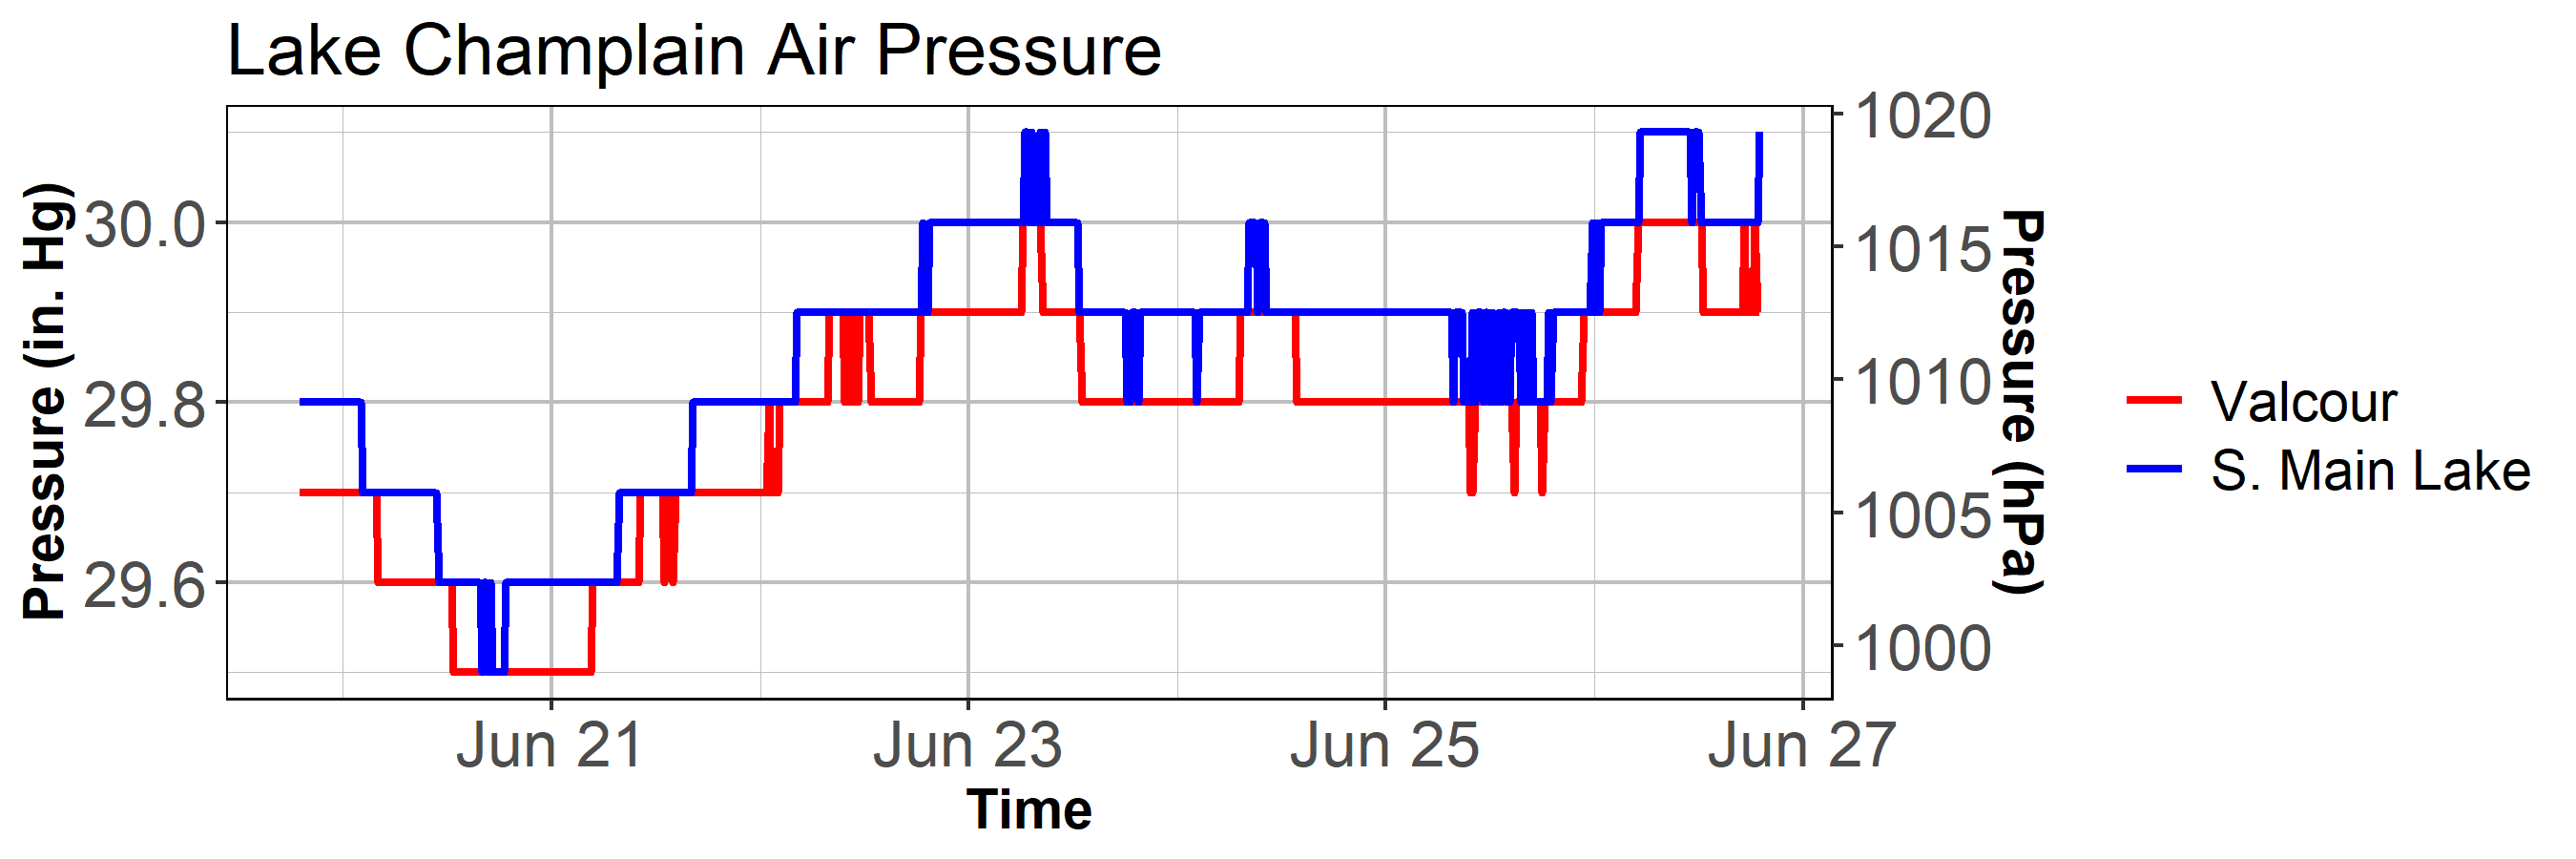 Lake Champlain Air Pressure
Pressure (in. Hg)
30.0
29.8
29.6
1020
1015
1010
1005
1000
Pressure (hPa)
Jun 21
Jun 23
Jun 25
Jun 27
Time
Valcour
S. Main Lake